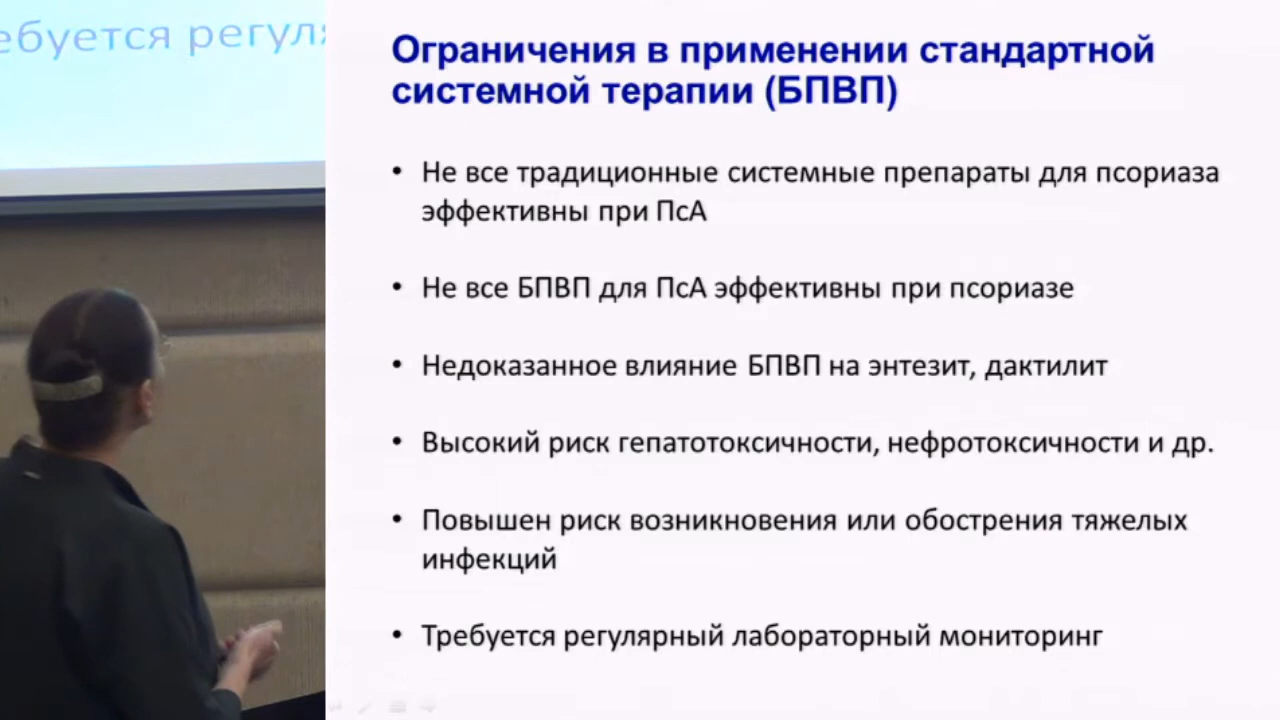 Ограничения в применении стандартной
системной терапии (БПВП)
• Не все традиционные системные препараты для псориаза
эффективны при ПсА
• Не все БПВП для ПсА эффективны при псориазе
• Недоказанное влияние БПВП на энтезит, дактилит
• Высокий риск гепатотоксичности, нефротоксичности и др.
• Повышен риск возникновения или обострения тяжелых
инфекций
• Требуется регулярный лабораторный мониторинг